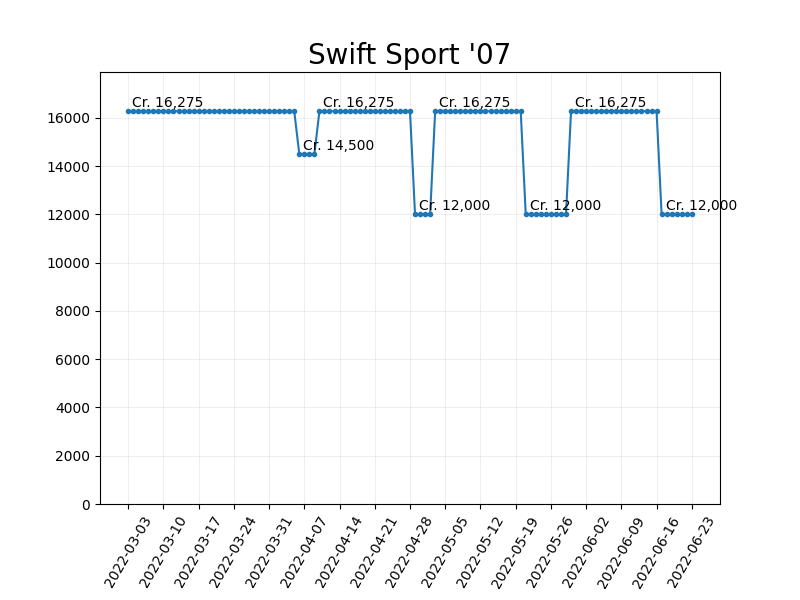 Swift Sport '07
Cr. 16,275
Cr. 14,500
Cr. 16,275
Cr. 12,000
Cr. 16,275
Cr. 12,000
Cr. 16,275
Cr. 12,000
16000
14000
12000
10000
8000
6000
4000
2000
0
2022-03-03
2022-03-10
2022-03-17
2022-03-24
2022-03-31
2022-04-07
2022-04-14
2022-04-21
2022-04-28
2022-05-05
2022-05-12
2022-05-19
2022-05-26
2022-06-02
2022-06-09
2022-06-16
2022-06-23